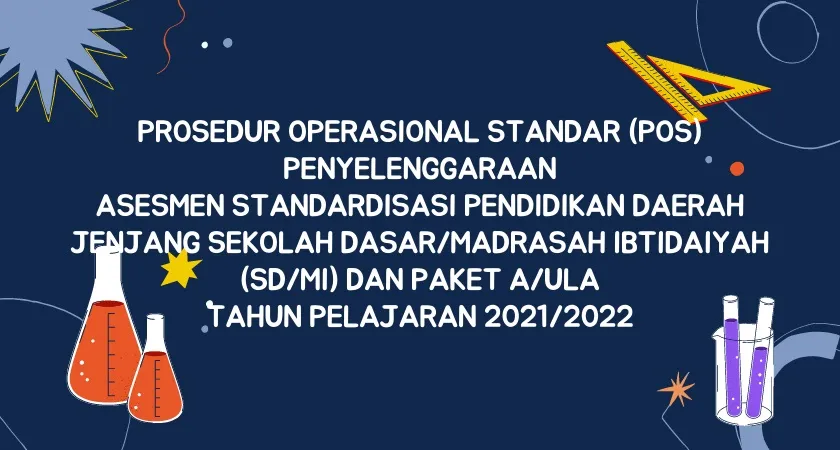 PROSEDUR OPERASIONAL STANDAR (POS)
PENYELENGGARAAN
ASESMEN STANDARDISASI PENDIDIKAN DAERAH
JENJANG SEKOLAH DASAR/MADRASAH IBTIDAIYAH
(SD/MI) DAN PAKET A/ULA
TAHUN PELAJARAN 2021/2022